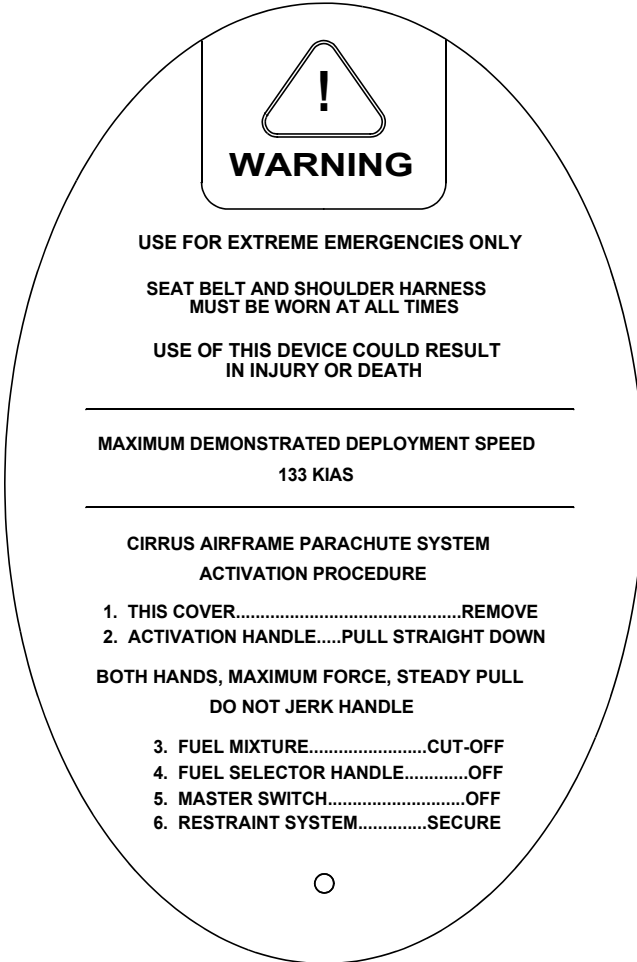 !
WARNING
USE FOR EXTREME EMERGENCIES ONLY
SEAT BELT AND SHOULDER HARNESS
MUST BE WORN AT ALL TIMES
USE OF THIS DEVICE COULD RESULT
IN INJURY OR DEATH
MAXIMUM DEMONSTRATED DEPLOYMENT SPEED
133 KIAS
CIRRUS AIRFRAME PARACHUTE SYSTEM
ACTIVATION PROCEDURE
1. THIS COVER..............................................REMOVE
2. ACTIVATION HANDLE.....PULL STRAIGHT DOWN
BOTH HANDS, MAXIMUM FORCE, STEADY PULL
DO NOT JERK HANDLE
3. FUEL MIXTURE........................CUT-OFF
4. FUEL SELECTOR HANDLE.............OFF
5. MASTER SWITCH............................OFF
6. RESTRAINT SYSTEM..............SECURE